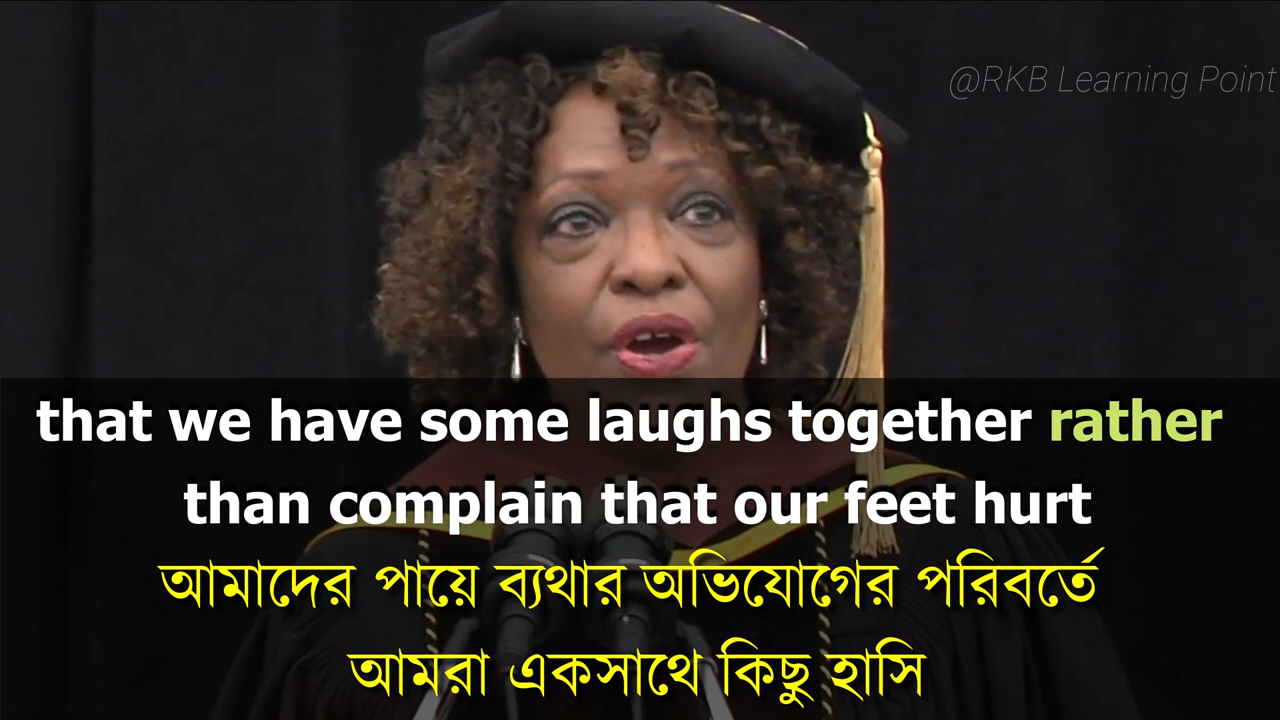 @RKB Learning Point
that we have some laughs together rather
than complain that our feet hurt
আমাদের পায়ে ব্যথার অভিযোগের পরিবর্তে
আমরা একসাথে কিছু হাসি